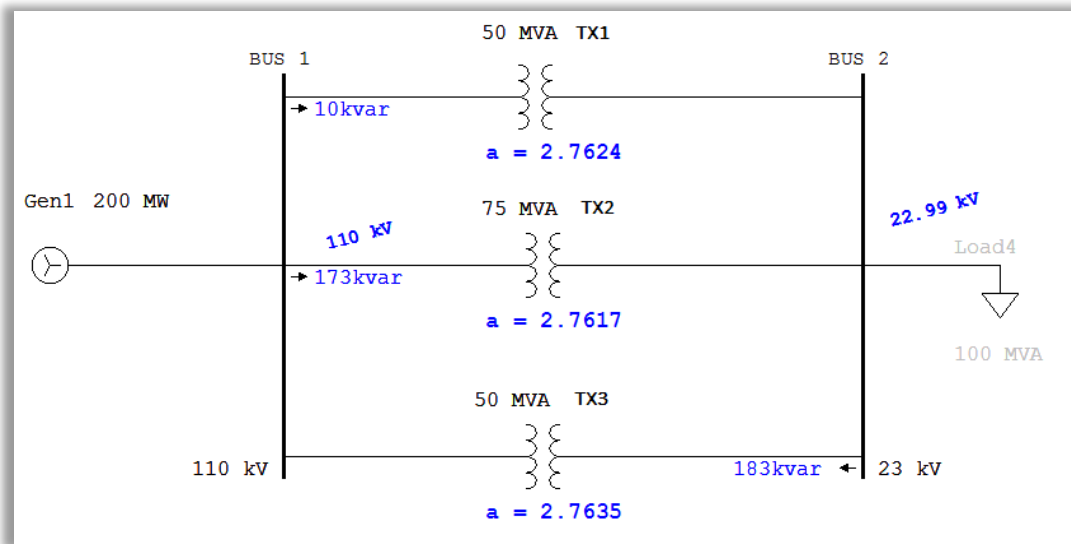 50 MVA TX1
BUS 1
BUS 2
10kvar
a = 2.7624
Gen1 200 MW
75 MVA TX2
110 kV
22.99 kV
Load4
173kvar
a = 2.7617
100 MVA
50 MVA TX3
110 kV
183kvar
23 kV
a = 2.7635